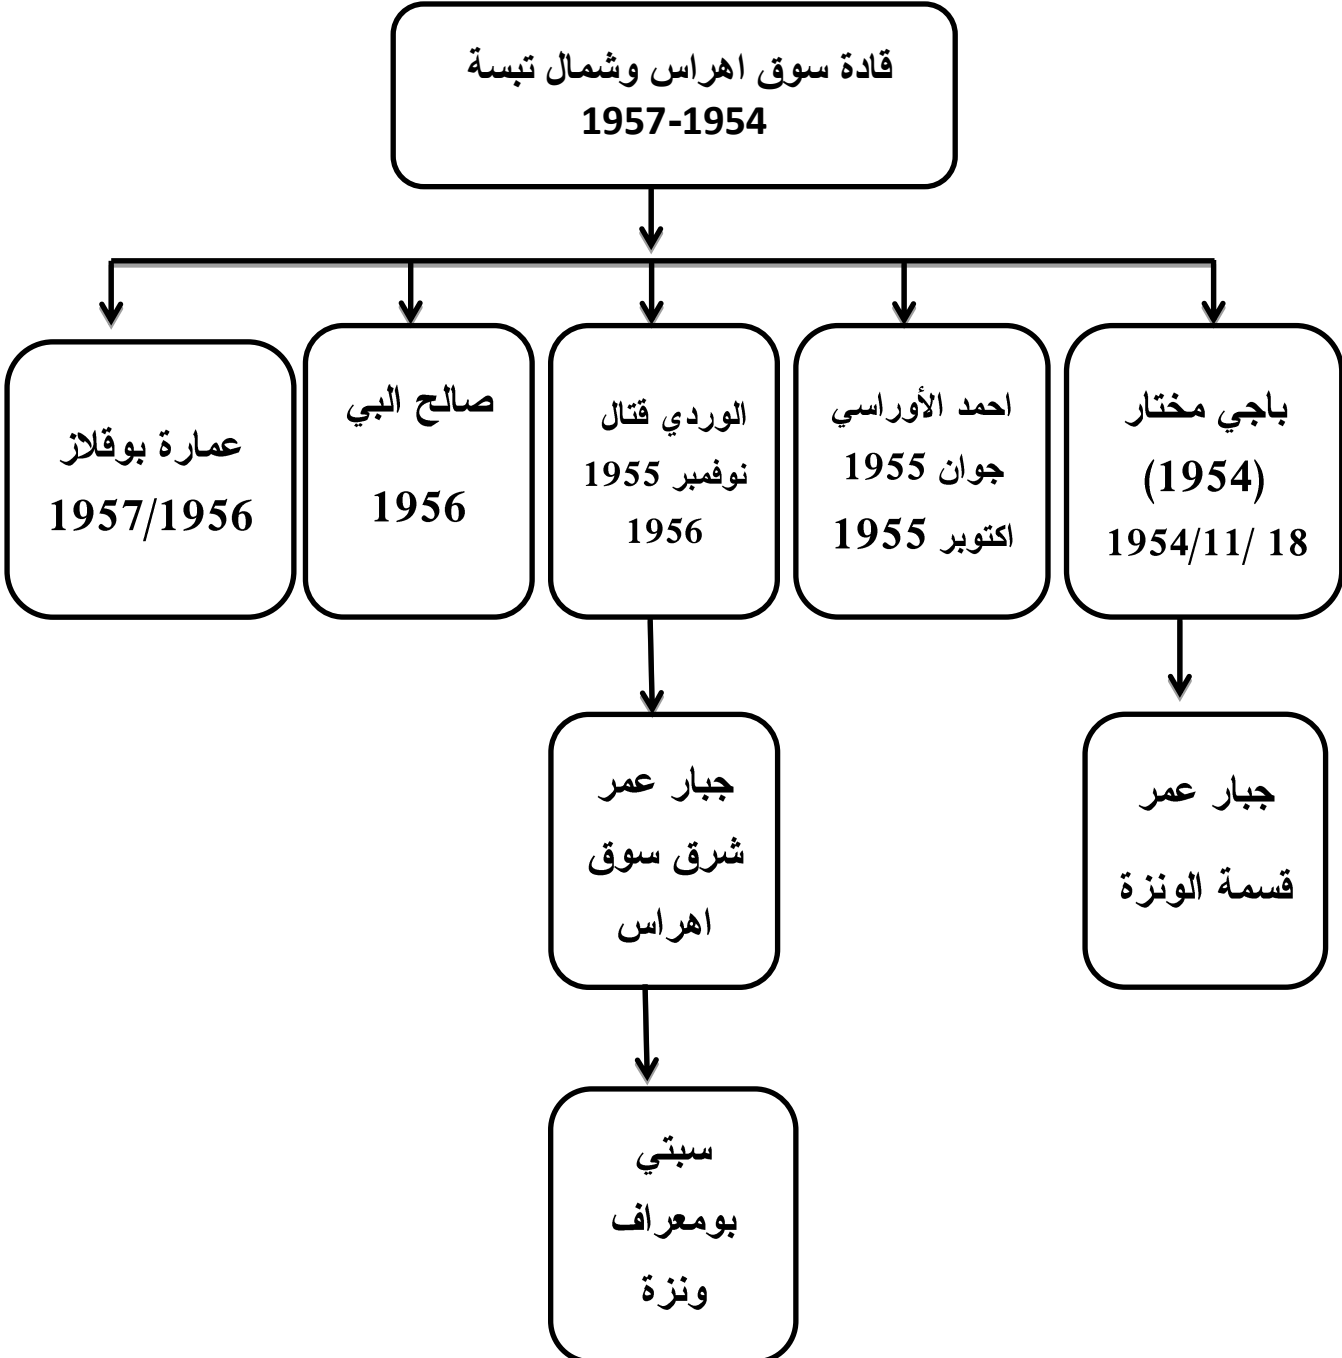 قادة سوق اهراس وشمال تبسة
1957-1954
باجي مختار
(1954)
1954/11/ 18
احمد الأوراسي
جوان 1955
اكتوبر 1955
الوردي قتال
نوفمبر 1955
1956
صالح البي
1956
عمارة بوقلاز
1957/1956
جبار عمر
قسمة الونزة
جبار عمر
شرق سوق
اهراس
سبتي
بومعراف
ونزة